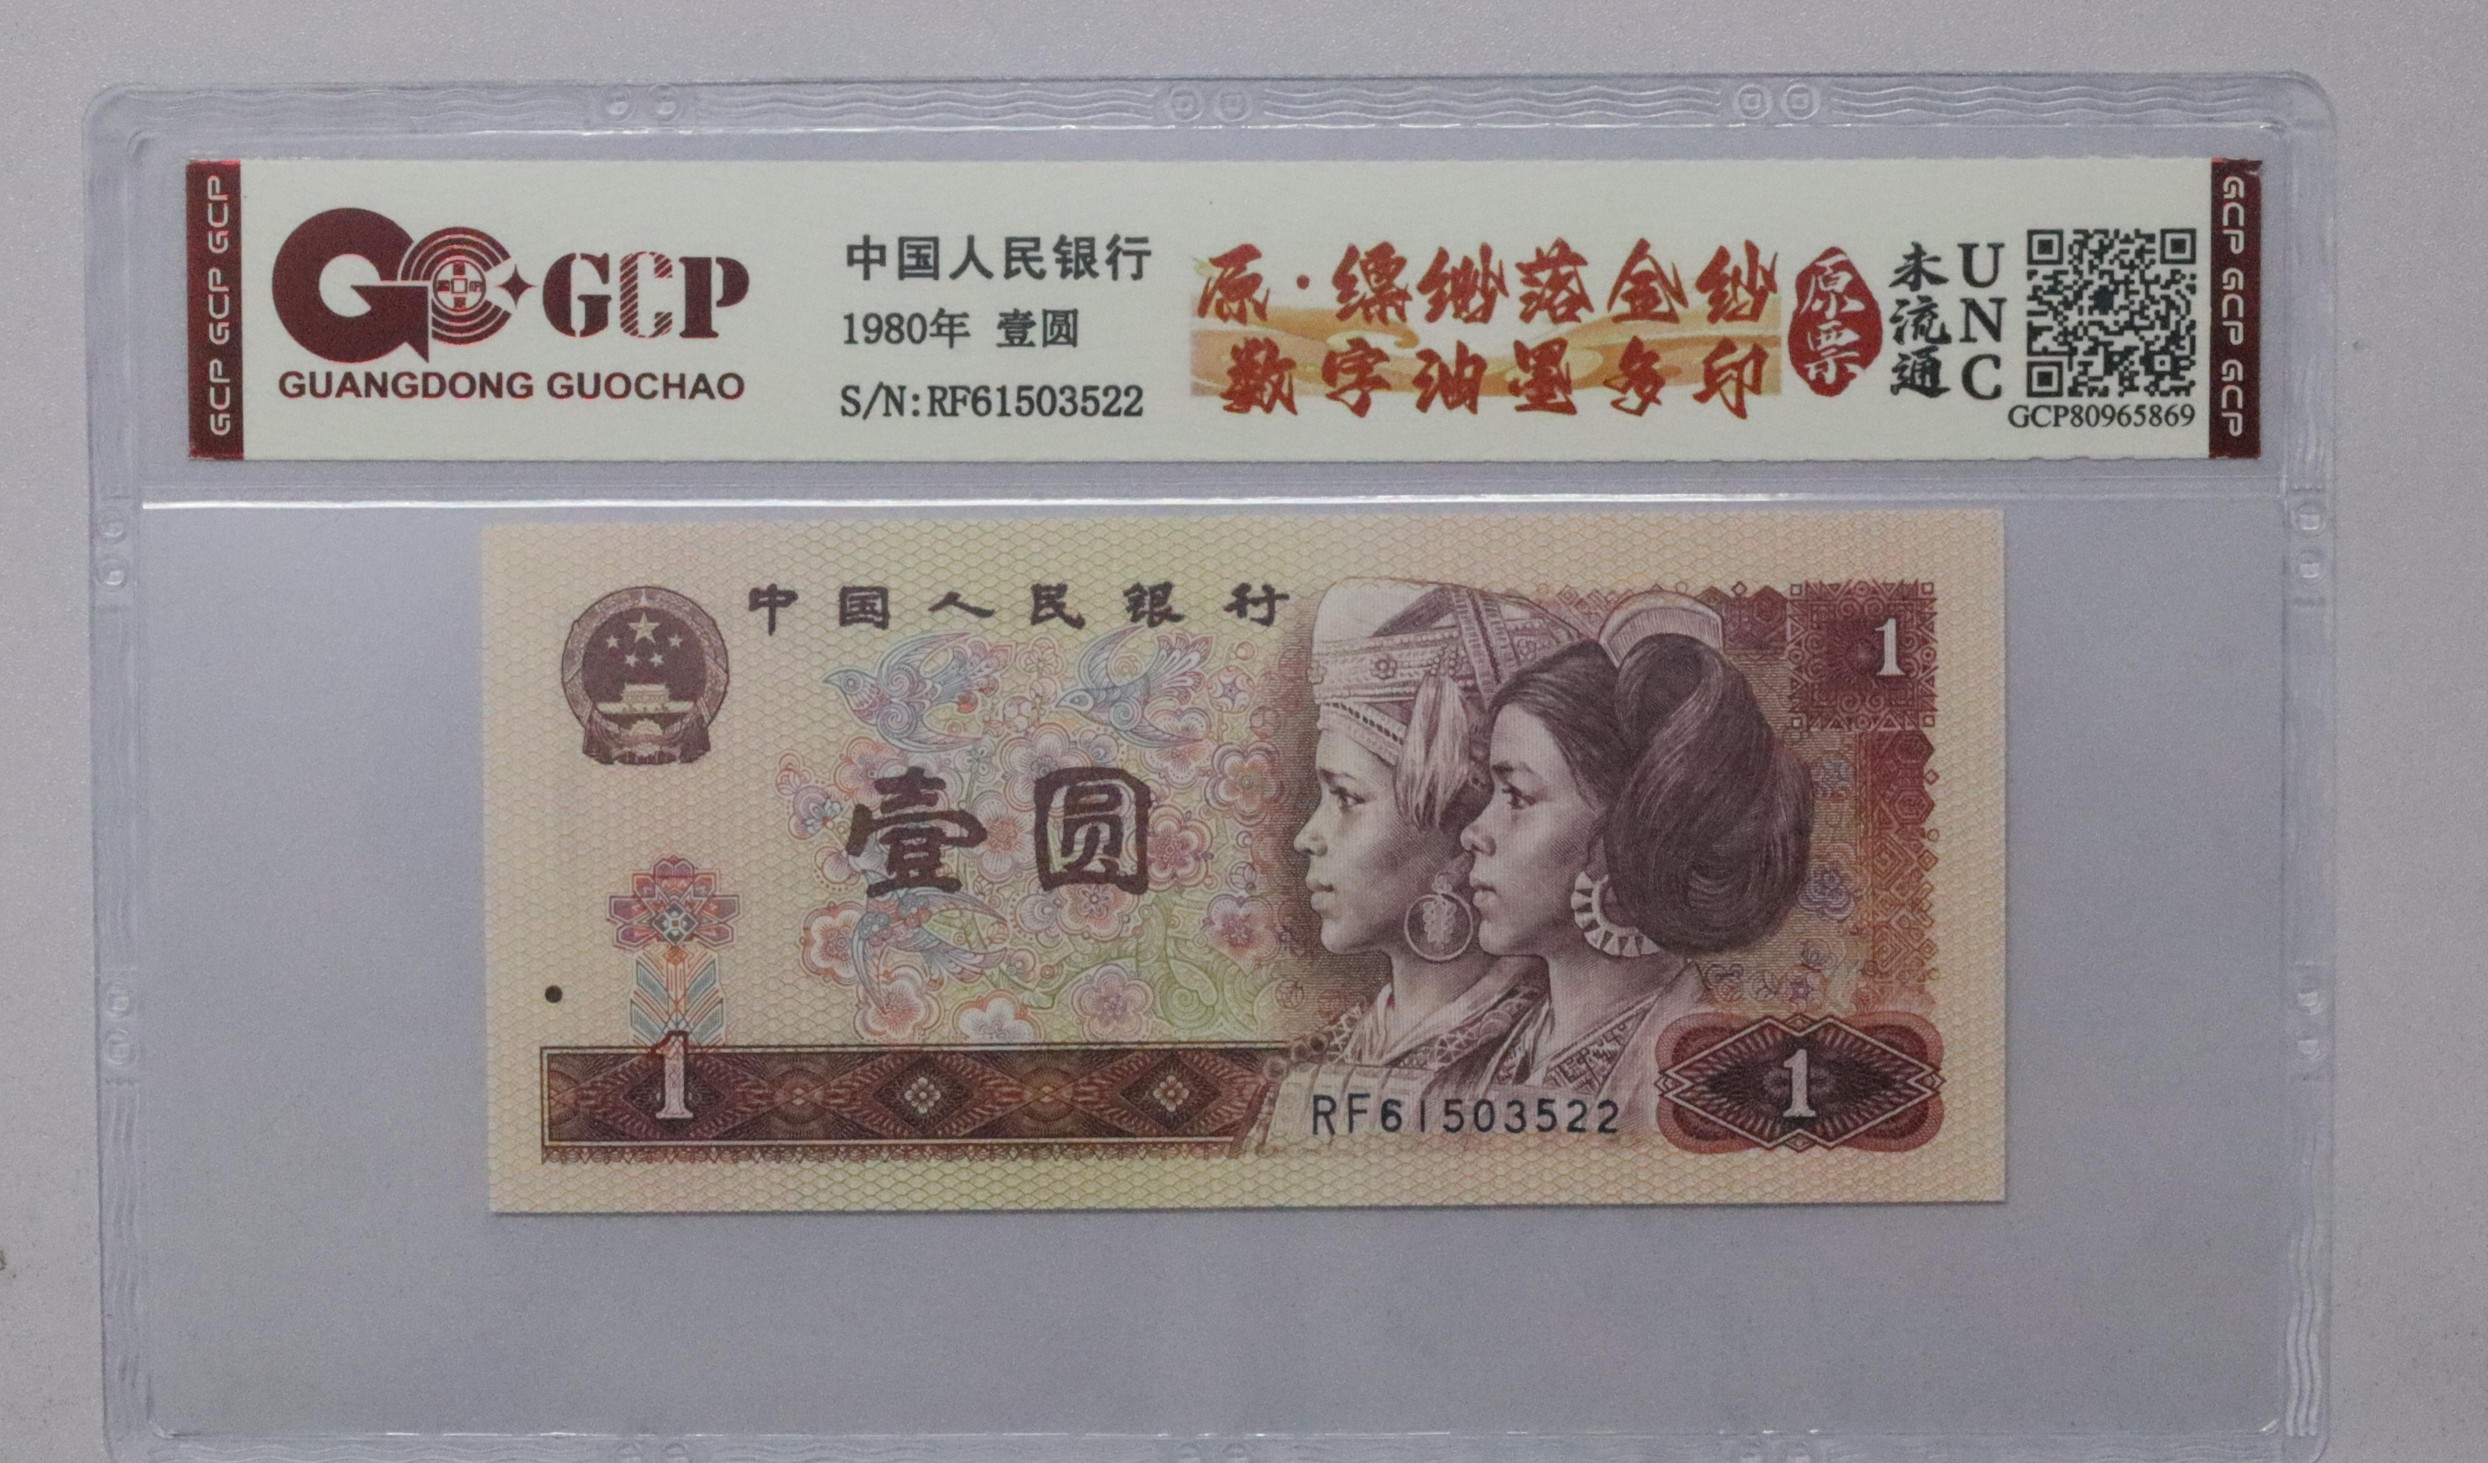 GCP GCP GCP
GCP
GUANGDONG GUOCHAO
中国人民银行
1980年 壹圆
S/N:RF61503522
原·缥缈落金纱
数字油墨多印
原票
未流通
UNC
GCP80965869
GCP GCP GCP
中国人民银行
1
壹圆
1
RF61503522
1